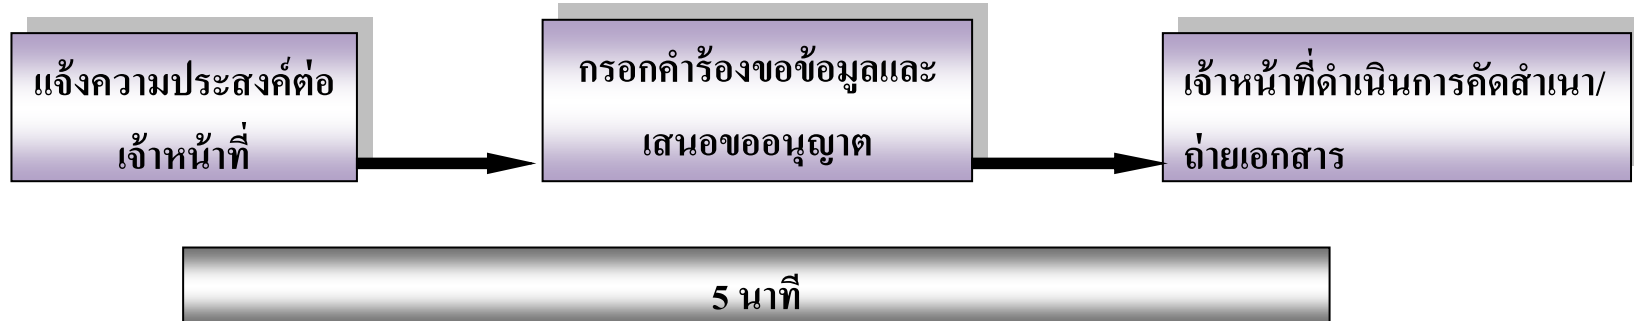 แจ้งความประสงค์ต่อ
เจ้าหน้าที่
กรอกคำร้องขอข้อมูลและ
เสนอขออนุญาต
เจ้าหน้าที่ดำเนินการคัดสำเนา/
ถ่ายเอกสาร
5 นาที